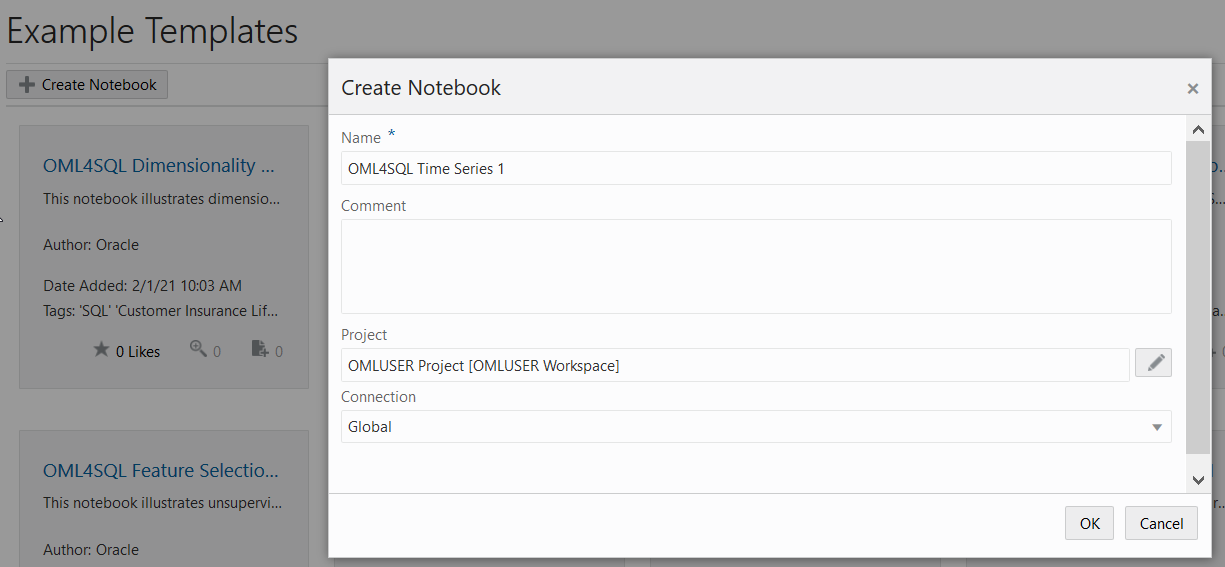 Example Templates
Create Notebook
OML4SQL Dimensionality ...
This notebook illustrates dimensio...
Author: Oracle
Date Added: 2/1/21 10:03 AM
Tags: 'SQL' 'Customer Insurance Lif...
0 Likes 0 0
OML4SQL Feature Selectio...
This notebook illustrates unsupervi...
Author: Oracle
Create Notebook
×
Name *
OML4SQL Time Series 1
Comment
Project
OMLUSER Project [OMLUSER Workspace]
Connection
Global
OK Cancel